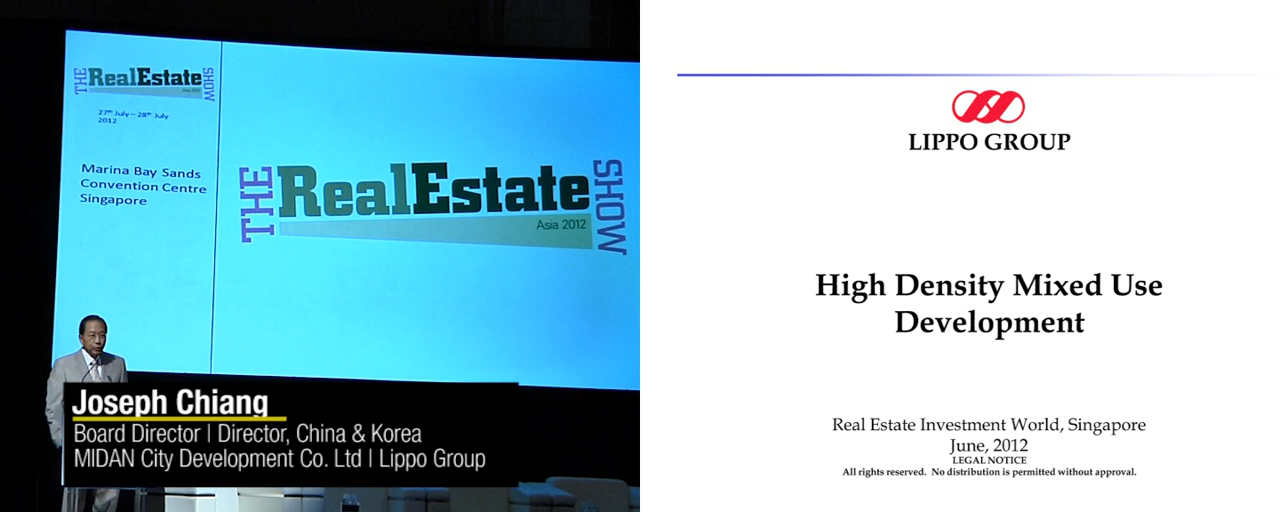 THE RealEstate SHOW
Asia 2012
27th July – 28th July
2012
Marina Bay Sands
Convention Centre
Singapore
THE RealEstate SHOW
Asia 2012
Joseph Chiang
Board Director | Director, China & Korea
MIDAN City Development Co. Ltd | Lippo Group
LIPPO GROUP
High Density Mixed Use
Development
Real Estate Investment World, Singapore
June, 2012
LEGAL NOTICE
All rights reserved. No distribution is permitted without approval.